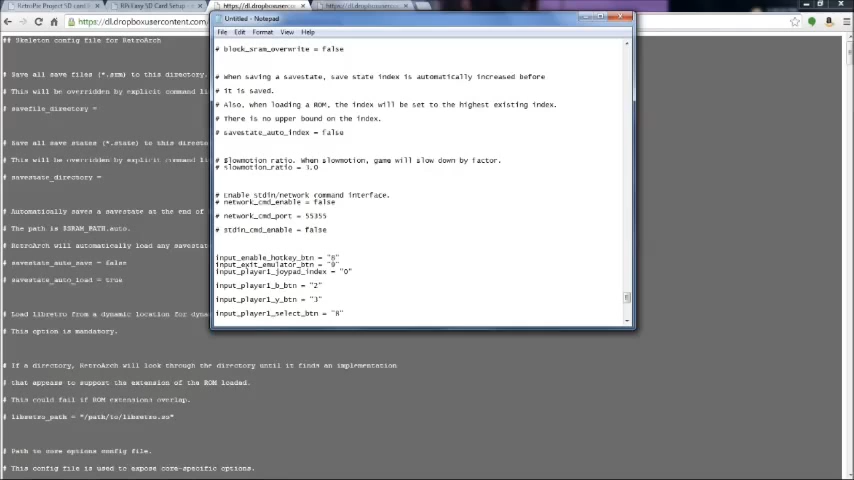 RetroPie Project SD card S
RPi Easy SD Card Setup -
https://dl.dropboxuserc
https://dl.dropboxuserc
https://dl.dropboxusercontent.com/
Untitled - Notepad
File Edit Format View Help
## Skeleton config file for RetroArch
# Save all save files (*.srm) to this directory.
# This will be overridden by explicit command li
# savefile_directory =
# Save all save states (*.state) to this directo
# This will be overridden by explicit command li
# savestate_directory =
# Automatically saves a savestate at the end of
# The path is $SRAM_PATH.auto.
# RetroArch will automatically load any savestat
# savestate_auto_save = false
# savestate_auto_load = true
# Load libretro from a dynamic location for dyna
# This option is mandatory.
# If a directory, RetroArch will look through the directory until it finds an implementation
# that appears to support the extension of the ROM loaded.
# This could fail if ROM extensions overlap.
# libretro_path = "/path/to/libretro.so"
# Path to core options config file.
# This config file is used to expose core-specific options.
# block_sram_overwrite = false
# When saving a savestate, save state index is automatically increased before
# it is saved.
# Also, when loading a ROM, the index will be set to the highest existing index.
# There is no upper bound on the index.
# savestate_auto_index = false
# Slowmotion ratio. When slowmotion, game will slow down by factor.
# slowmotion_ratio = 3.0
# Enable stdin/network command interface.
# network_cmd_enable = false
# network_cmd_port = 55355
# stdin_cmd_enable = false
input_enable_hotkey_btn = "8"
input_exit_emulator_btn = "9"
input_player1_joypad_index = "0"
input_player1_b_btn = "2"
input_player1_y_btn = "3"
input_player1_select_btn = "8"